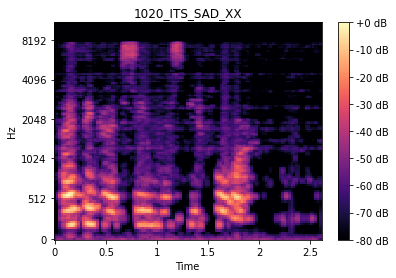 1020_ITS_SAD_XX
8192
4096
2048
1024
512
0
Hz
0
0.5
1
1.5
2
2.5
Time
+0 dB
-10 dB
-20 dB
-30 dB
-40 dB
-50 dB
-60 dB
-70 dB
-80 dB